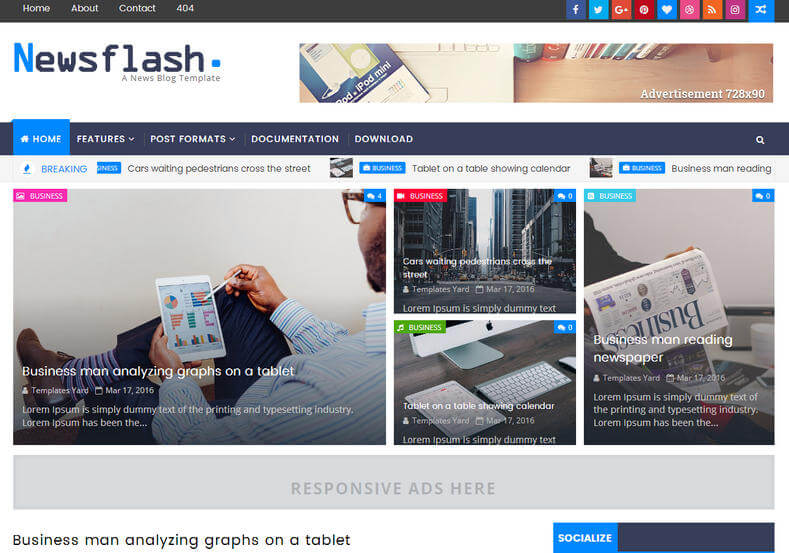 Home About Contact 404
Newsflash.
A News Blog Template
iPod · iPod mini
Advertisement 728x90
HOME FEATURES POST FORMATS DOCUMENTATION DOWNLOAD
BREAKING SINESS Cars waiting pedestrians cross the street BUSINESS Tablet on a table showing calendar BUSINESS Business man reading
BUSINESS 4
Business man analyzing graphs on a tablet
Templates Yard Mar 17, 2016
Lorem Ipsum is simply dummy text of the printing and typesetting industry.
Lorem Ipsum has been the...
BUSINESS 0
Cars waiting pedestrians cross the
street
Templates Yard Mar 17, 2016
Lorem Ipsum is simply dummy text
BUSINESS 0
Tablet on a table showing calendar
Templates Yard Mar 17, 2016
Lorem Ipsum is simply dummy text
BUSINESS 0
BUSINESS
Business man reading
newspaper
Templates Yard Mar 17, 2016
Lorem Ipsum is simply dummy text of
the printing and typesetting industry.
Lorem Ipsum has been the...
RESPONSIVE ADS HERE
Business man analyzing graphs on a tablet
SOCIALIZE